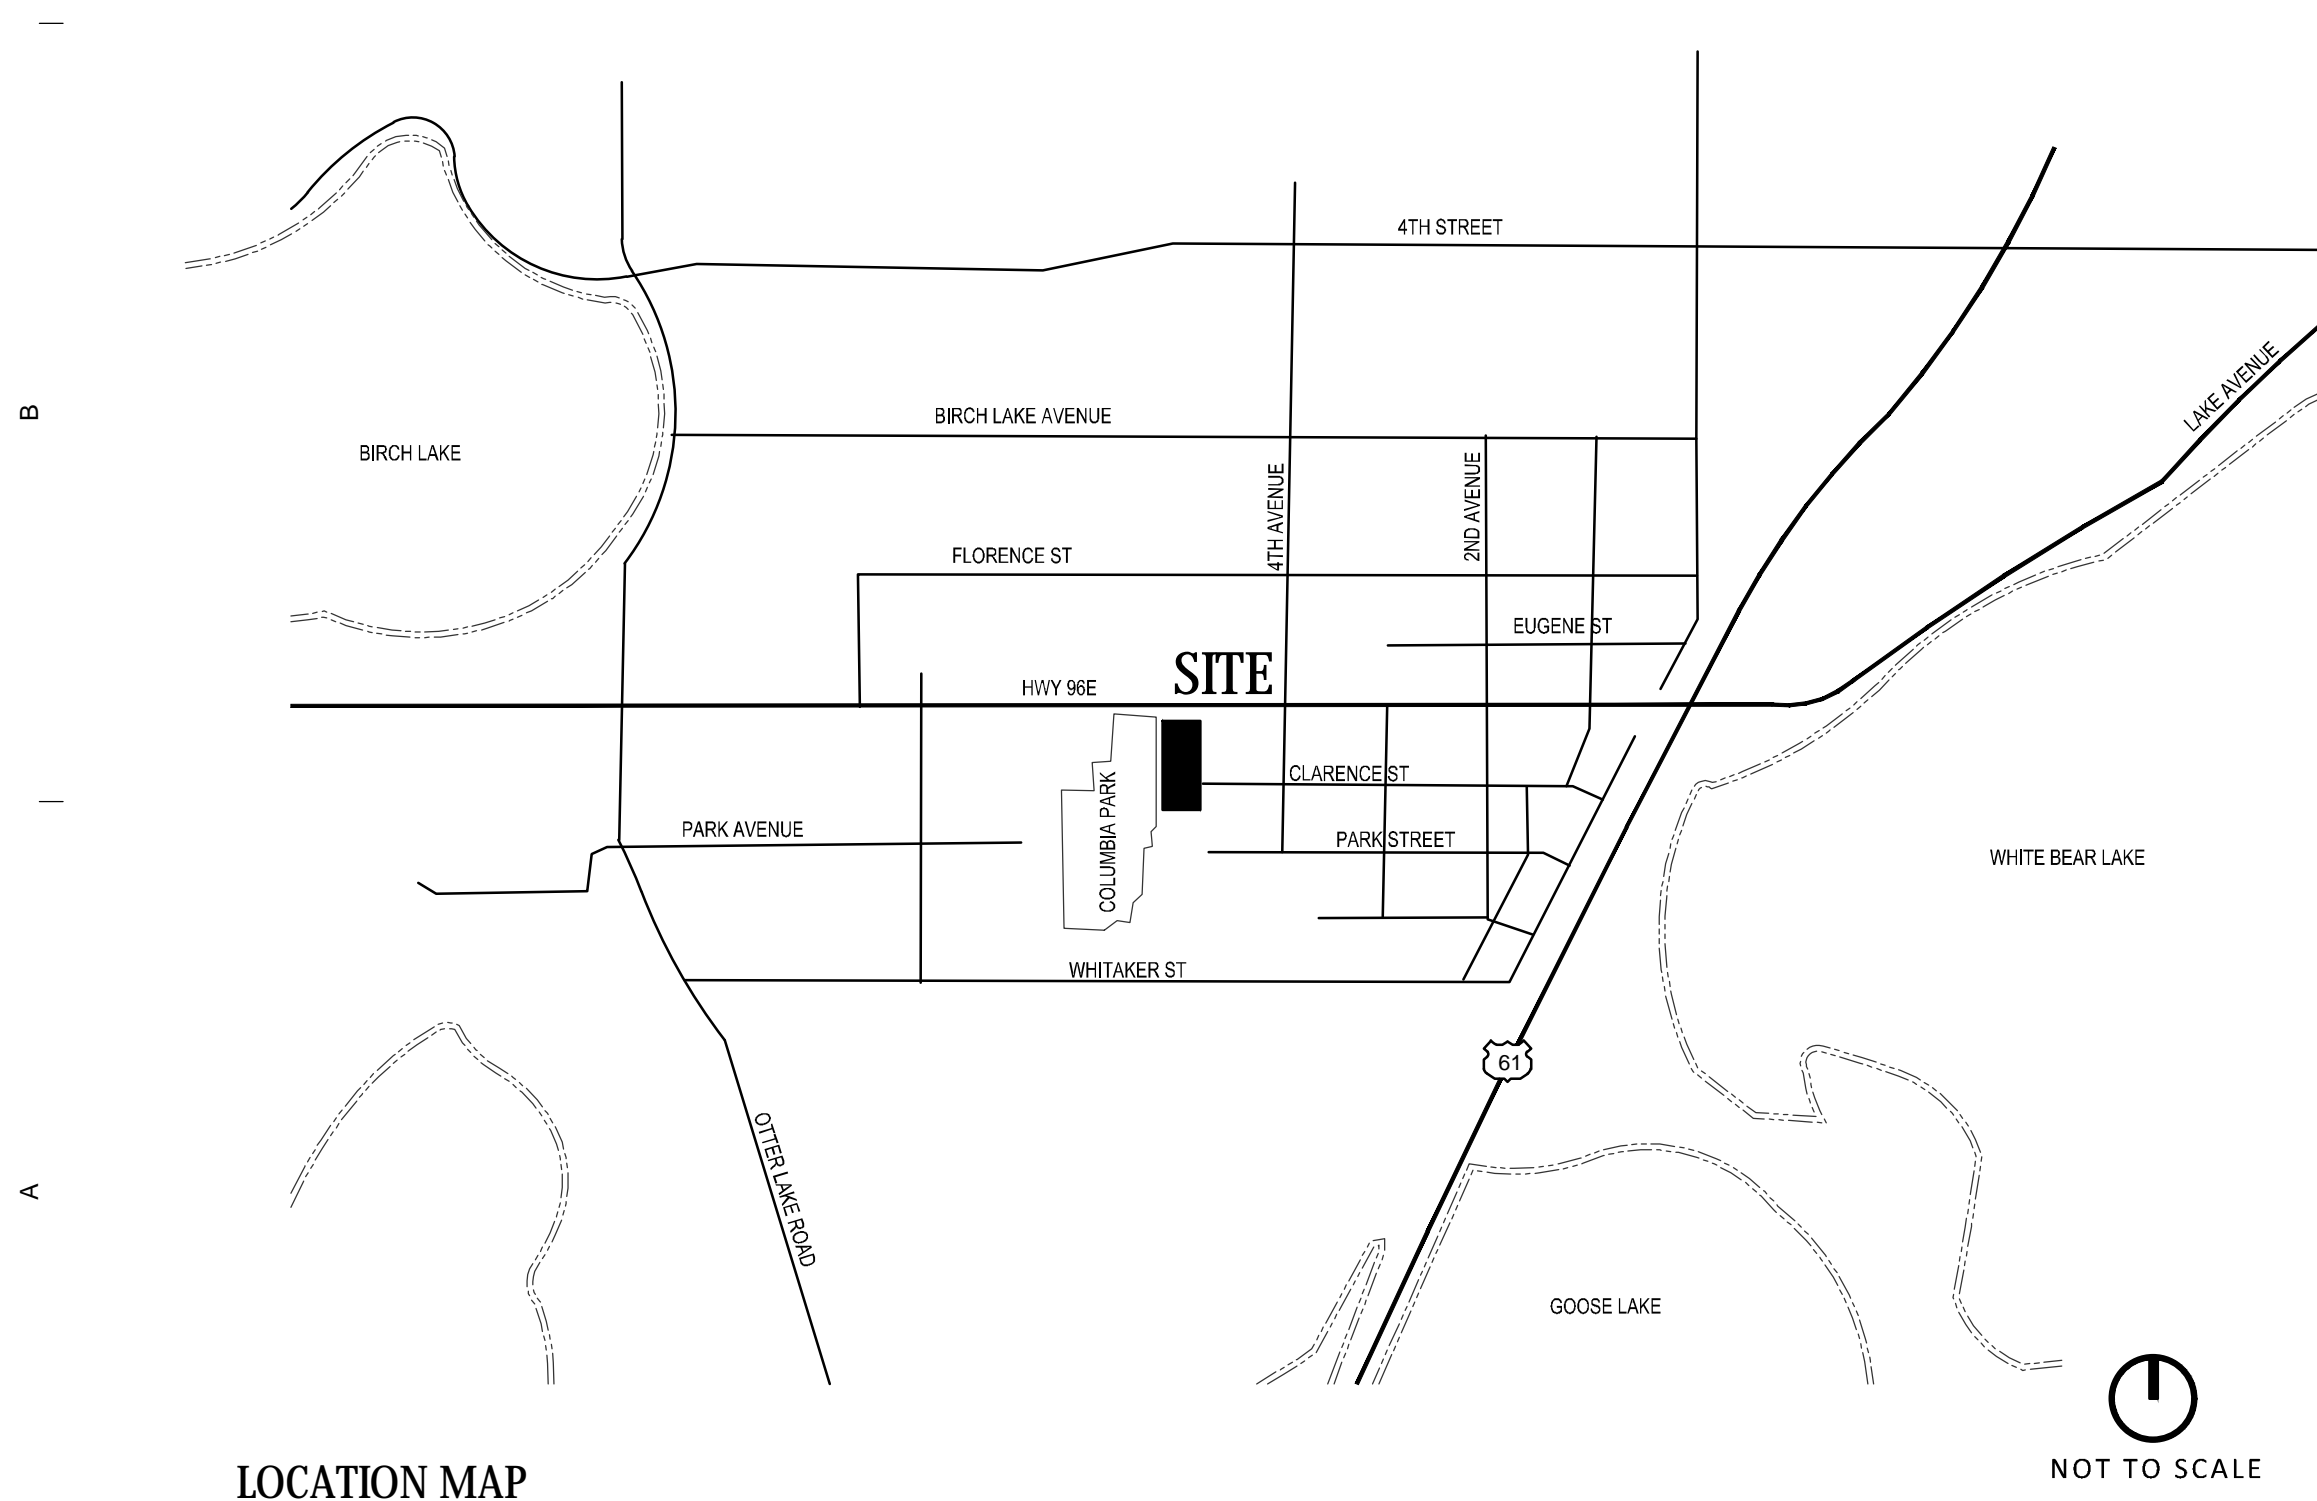 4TH STREET
LAKE AVENUE
B
BIRCH LAKE AVENUE
BIRCH LAKE
4TH AVENUE
2ND AVENUE
FLORENCE ST
EUGENE ST
SITE
HWY 96E
CLARENCE ST
COLUMBIA PARK
PARK AVENUE
PARK STREET
WHITE BEAR LAKE
WHITAKER ST
61
A
OTTER LAKE ROAD
GOOSE LAKE
NOT TO SCALE
LOCATION MAP